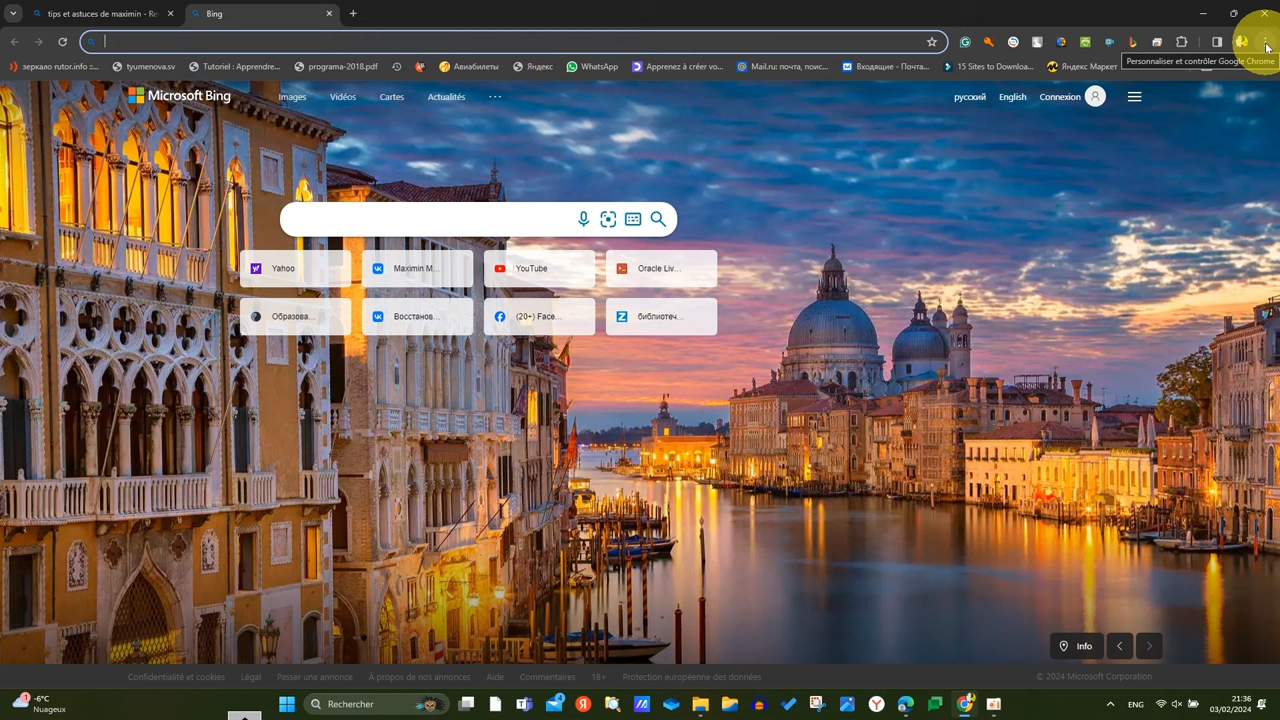 tips et astuces de maximin - Re
Bing
зеркало rutor.info ::...
tyumenova.sv
Tutoriel : Apprendre...
programa-2018.pdf
Авиабилеты
Яндекс
WhatsApp
Apprenez à créer vo...
Mail.ru: почта, поис...
Входящие - Почта...
15 Sites to Downloa...
Яндекс Маркет
Personnaliser et contrôler Google Chrome
Microsoft Bing
Images
Vidéos
Cartes
Actualités
русский
English
Connexion
Yahoo
Maximin M...
YouTube
Oracle Liv...
Образова...
Восстанов...
(20+) Face...
библиотеч...
Info
Confidentialité et cookies
Légal
Passer une annonce
À propos de nos annonces
Aide
Commentaires
18+
Protection européenne des données
© 2024 Microsoft Corporation
-6°C
Nuageux
Rechercher
ENG
21:36
03/02/2024